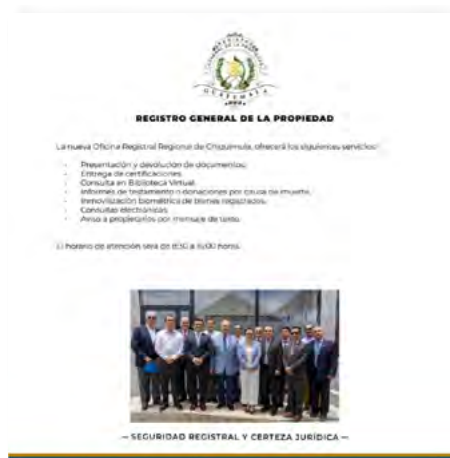 GUATEMALA
REGISTRO GENERAL DE LA PROPIEDAD
La nueva Oficina Registral Regional de Chiquimula, ofrecerá los siguientes servicios:
- Presentación y devolución de documentos.
- Entrega de certificaciones.
- Consulta en Biblioteca Virtual.
- Informes de testamento o donaciones por causa de muerte.
- Inmovilización biométrica de bienes registrados.
- Consultas electrónicas.
- Aviso a propietarios por mensaje de texto.
El horario de atención será de 8:30 a 16:00 horas.
— SEGURIDAD REGISTRAL Y CERTEZA JURÍDICA —